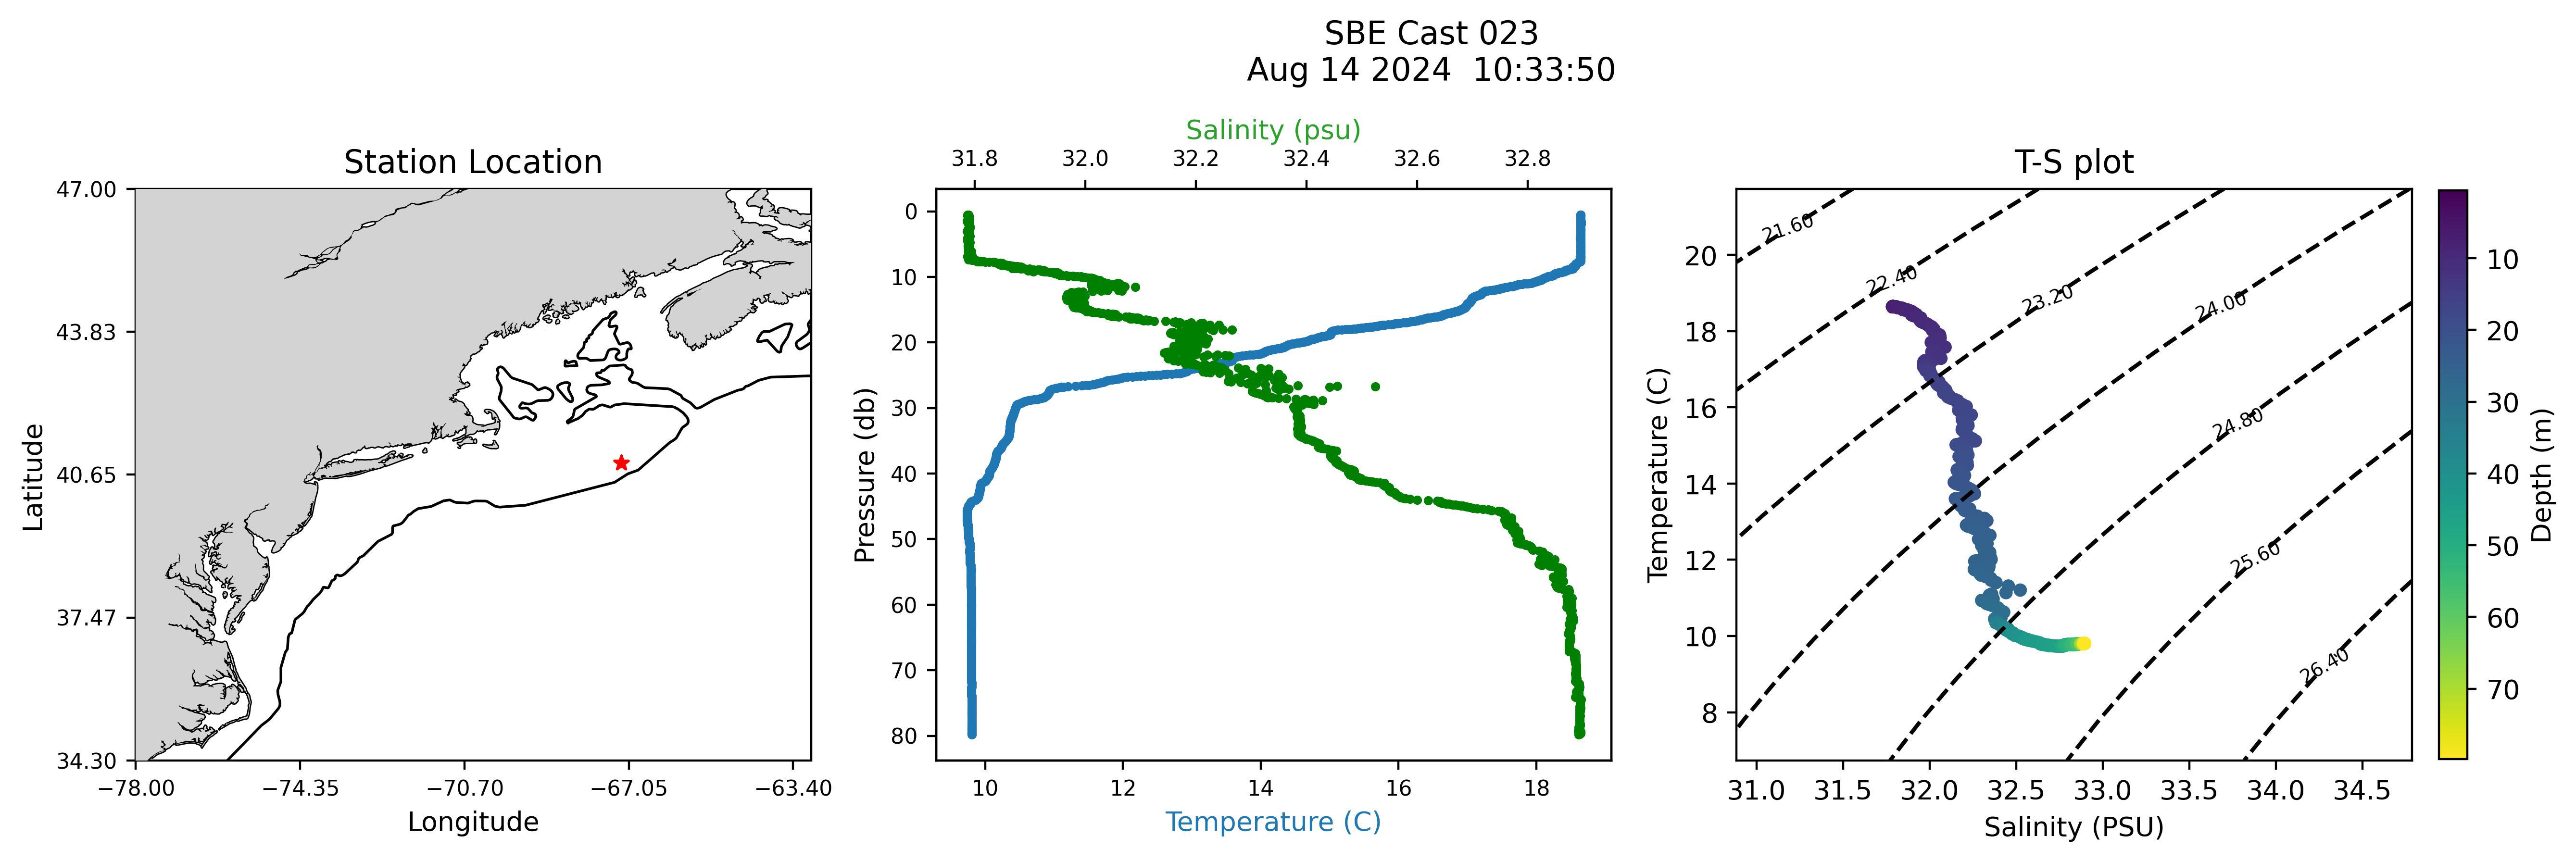 SBE Cast 023
Aug 14 2024  10:33:50
Station Location
47.00
43.83
40.65
37.47
34.30
Latitude
−78.00 −74.35 −70.70 −67.05 −63.40
Longitude
Salinity (psu)
31.8 32.0 32.2 32.4 32.6 32.8
0
10
20
30
40
50
60
70
80
Pressure (db)
10 12 14 16 18
Temperature (C)
T-S plot
21.60
22.40
23.20
24.00
24.80
25.60
26.40
20
18
16
14
12
10
8
Temperature (C)
31.0 31.5 32.0 32.5 33.0 33.5 34.0 34.5
Salinity (PSU)
10
20
30
40
50
60
70
Depth (m)